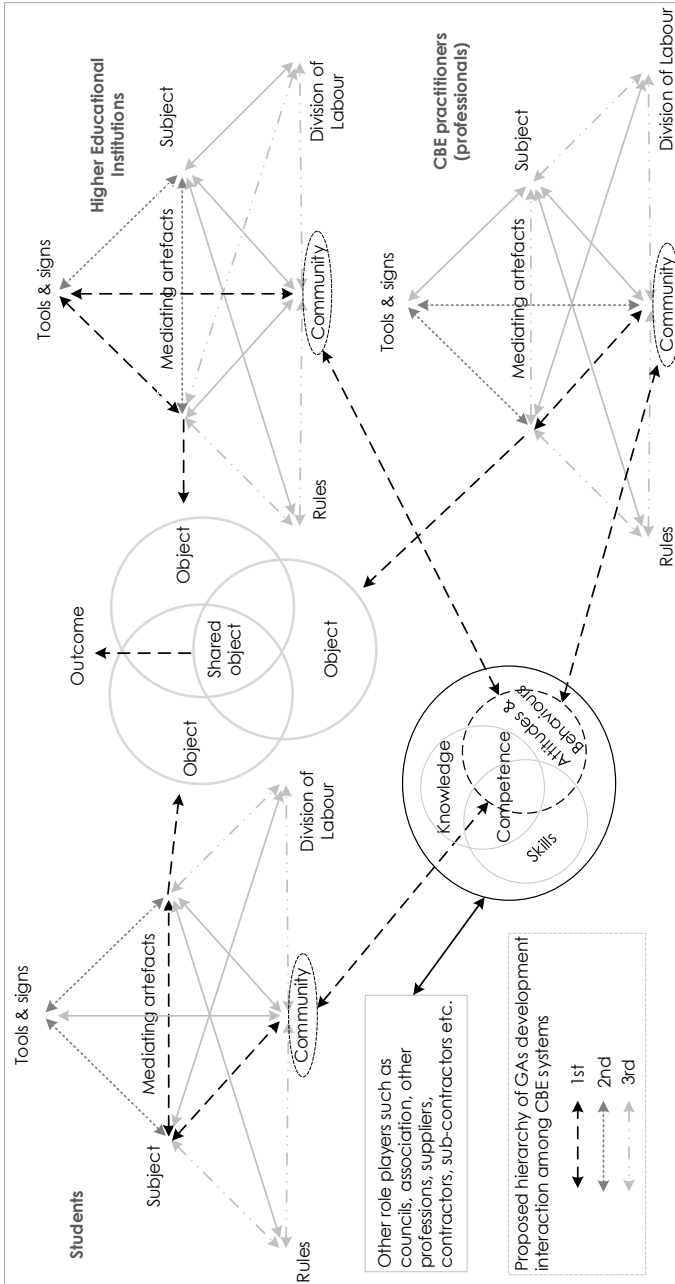 Students
Tools & signs
Mediating artefacts
Subject
Rules
Community
Division of
Labour
Outcome
Object
Object
Shared
object
Object
Higher Educational
Institutions
Tools & signs
Mediating artefacts
Subject
Rules
Community
Division of
Labour
CBE practitioners
(professionals)
Tools & signs
Mediating artefacts
Subject
Rules
Community
Division of Labour
Knowledge
Competence
Skills
Attitudes &
Behaviours
Other role players such as
councils, association, other
professions, suppliers,
contractors, sub-contractors etc.
Proposed hierarchy of GAs development
interaction among CBE systems
1st
2nd
3rd